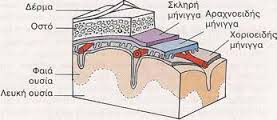 Δέρμα
Οστό
Φαιά
ουσία
Λευκή ουσία
Σκληρή
μήνιγγα
Αραχνοειδής
μήνιγγα
Χοριοειδής
μήνιγγα